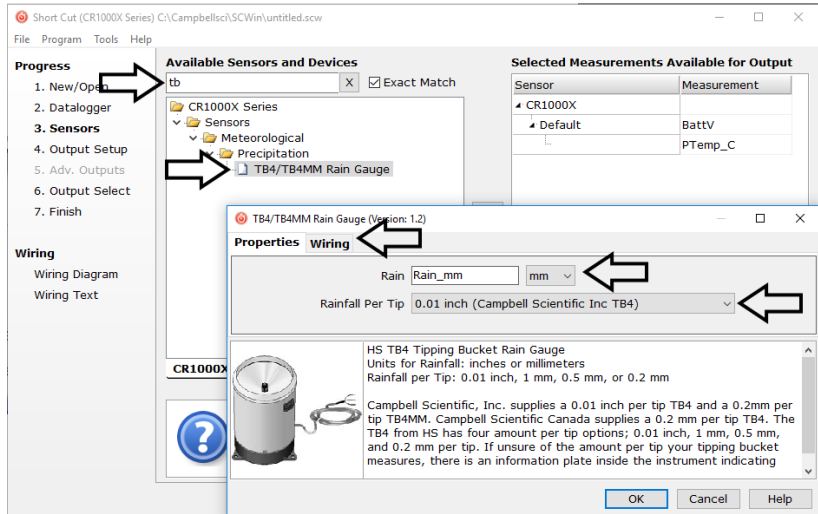 Short Cut (CR1000X Series) C:\Campbellsci\SCWin\untitled.scw
File Program Tools Help
Progress
1. New/Open
2. Datalogger
3. Sensors
4. Output Setup
5. Adv. Outputs
6. Output Select
7. Finish
Wiring
Wiring Diagram
Wiring Text
Available Sensors and Devices
tb X Exact Match
CR1000X Series
Sensors
Meteorological
Precipitation
TB4/TB4MM Rain Gauge
CR1000X
Selected Measurements Available for Output
Sensor Measurement
CR1000X
Default BattV
PTemp_C
TB4/TB4MM Rain Gauge (Version: 1.2)
Properties Wiring
Rain Rain_mm mm
Rainfall Per Tip 0.01 inch (Campbell Scientific Inc TB4)
HS TB4 Tipping Bucket Rain Gauge
Units for Rainfall: inches or millimeters
Rainfall per Tip: 0.01 inch, 1 mm, 0.5 mm, or 0.2 mm
Campbell Scientific, Inc. supplies a 0.01 inch per tip TB4 and a 0.2mm per
tip TB4MM. Campbell Scientific Canada supplies a 0.2 mm per tip TB4. The
TB4 from HS has four amount per tip options; 0.01 inch, 1 mm, 0.5 mm,
and 0.2 mm per tip. If unsure of the amount per tip your tipping bucket
measures, there is an information plate inside the instrument indicating
OK Cancel Help